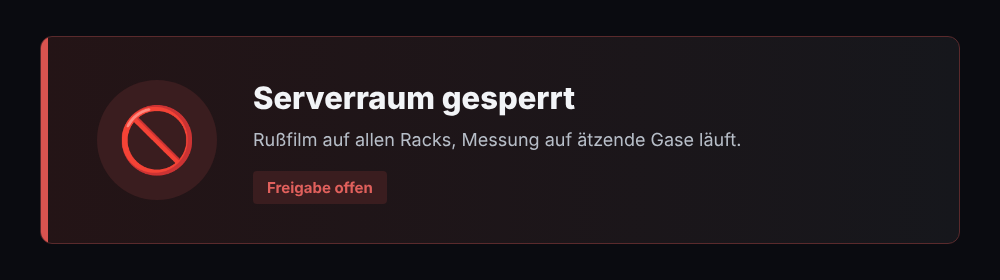 Serverraum gesperrt
Rußfilm auf allen Racks, Messung auf ätzende Gase läuft.
Freigabe offen